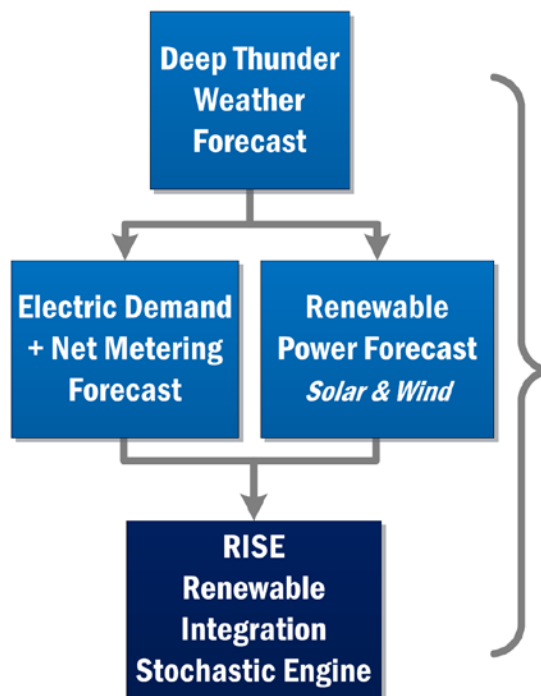 Deep Thunder
Weather
Forecast
Electric Demand
+ Net Metering
Forecast
Renewable
Power Forecast
Solar & Wind
RISE
Renewable
Integration
Stochastic Engine